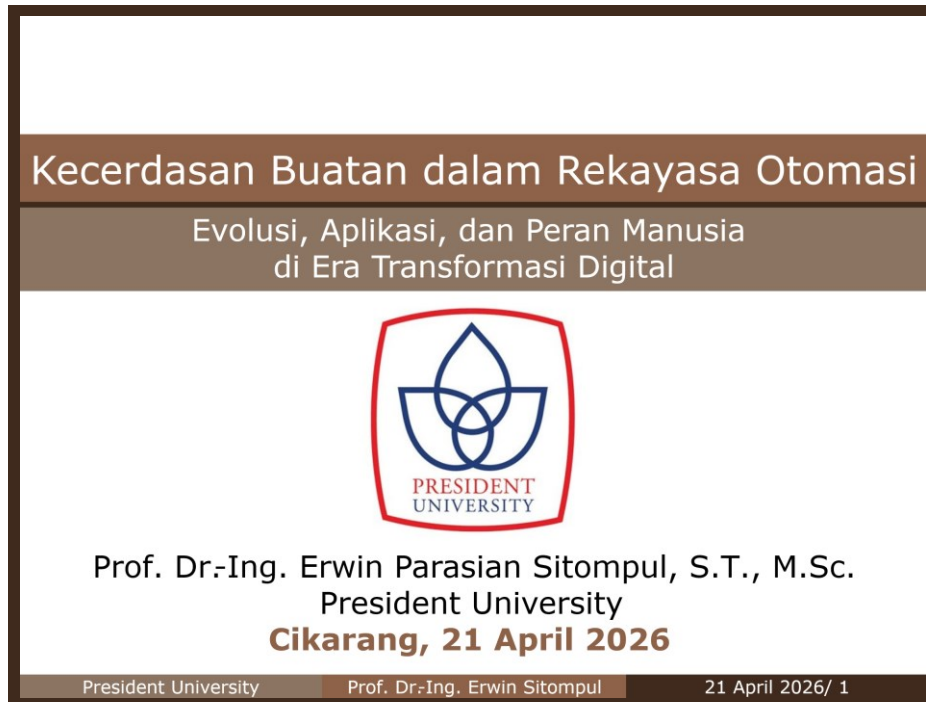 Kecerdasan Buatan dalam Rekayasa Otomasi
Evolusi, Aplikasi, dan Peran Manusia
di Era Transformasi Digital
PRESIDENT
UNIVERSITY
Prof. Dr.-Ing. Erwin Parasian Sitompul, S.T., M.Sc.
President University
Cikarang, 21 April 2026
President University
Prof. Dr.-Ing. Erwin Sitompul
21 April 2026/ 1